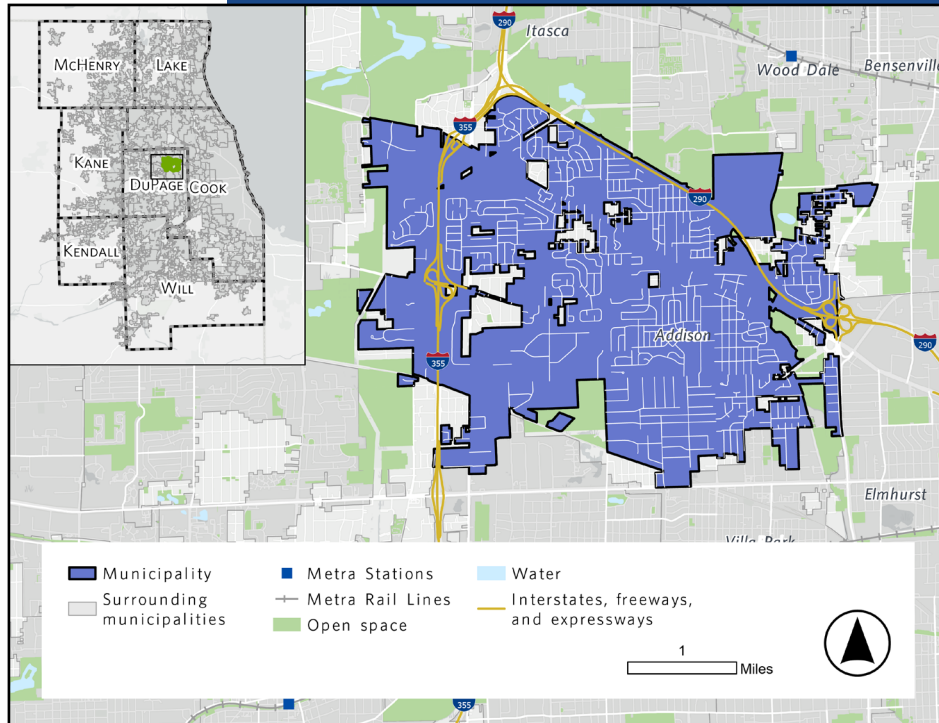 McHENRY
LAKE
KANE
DUPAGE
COOK
KENDALL
WILL
290
Itasca
Wood Dale
Bensenville
355
290
Addison
290
355
Elmhurst
Villa Park
Municipality
Surrounding
municipalities
Metra Stations
Metra Rail Lines
Open space
Water
Interstates, freeways,
and expressways
1
Miles
355